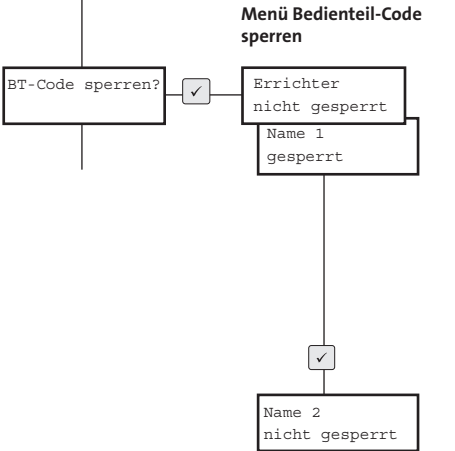 Menü Bedienteil-Code
sperren
BT-Code sperren?
Errichter
nicht gesperrt
Name 1
gesperrt
Name 2
nicht gesperrt